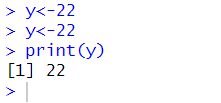 > y<-22
> y<-22
> print(y)
[1] 22
>